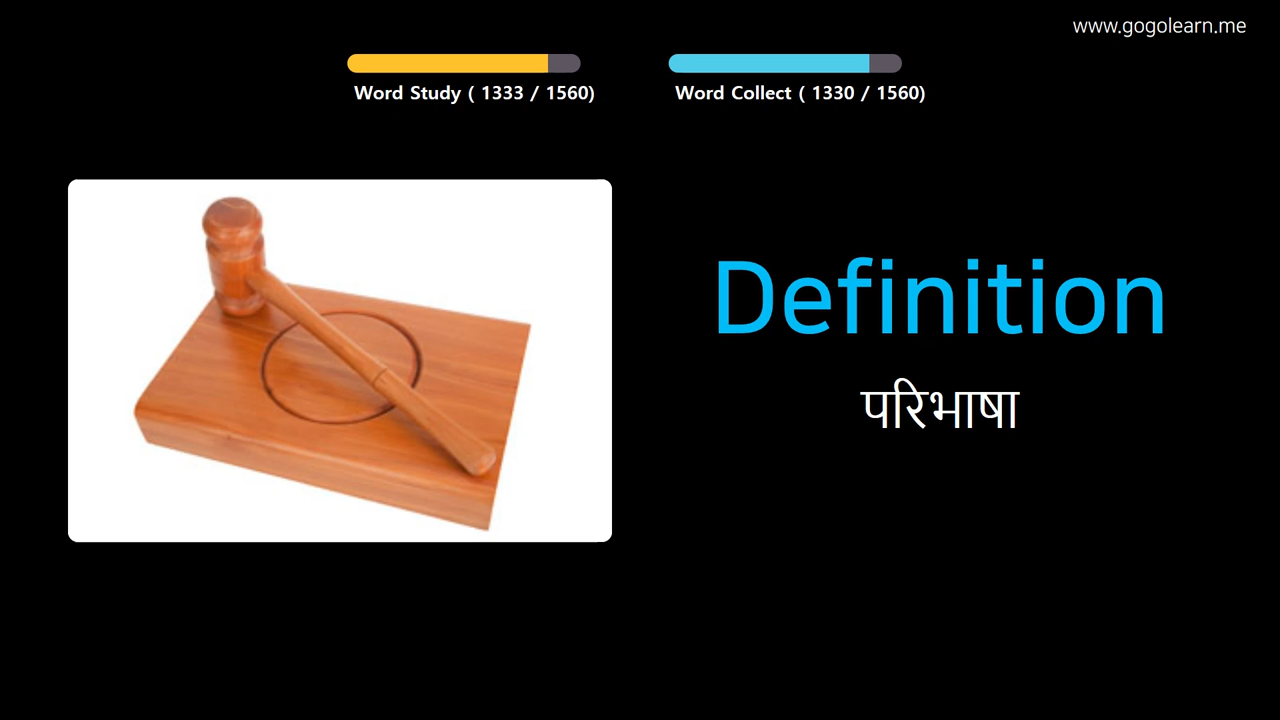 www.gogolearn.me
Word Study ( 1333 / 1560)
Word Collect ( 1330 / 1560)
Definition
परिभाषा